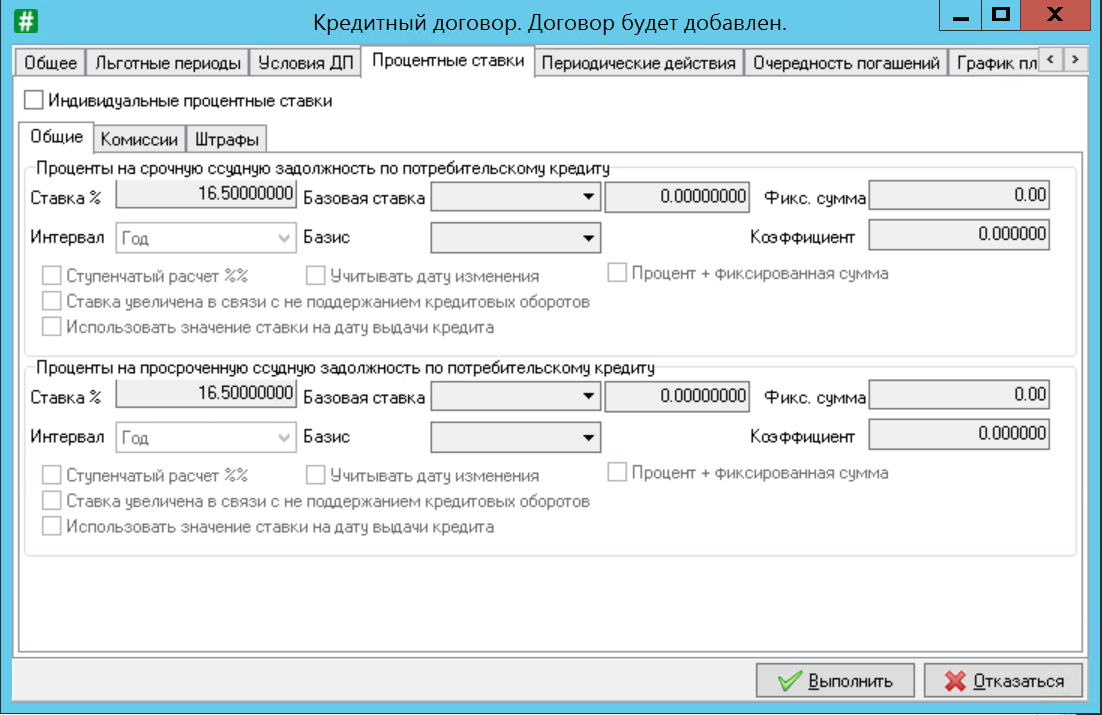 #
Кредитный договор. Договор будет добавлен.
Общее Льготные периоды Условия ДП Процентные ставки Периодические действия Очередность погашений График пл
Индивидуальные процентные ставки
Общие Комиссии Штрафы
Проценты на срочную ссудную задолжность по потребительскому кредиту
Ставка % 16.50000000 Базовая ставка 0.00000000 Фикс. сумма 0.00
Интервал Год Базис Коэффициент 0.000000
Ступенчатый расчет %% Учитывать дату изменения Процент + фиксированная сумма
Ставка увеличена в связи с не поддержанием кредитовых оборотов
Использовать значение ставки на дату выдачи кредита
Проценты на просроченную ссудную задолжность по потребительскому кредиту
Ставка % 16.50000000 Базовая ставка 0.00000000 Фикс. сумма 0.00
Интервал Год Базис Коэффициент 0.000000
Ступенчатый расчет %% Учитывать дату изменения Процент + фиксированная сумма
Ставка увеличена в связи с не поддержанием кредитовых оборотов
Использовать значение ставки на дату выдачи кредита
Выполнить Отказаться